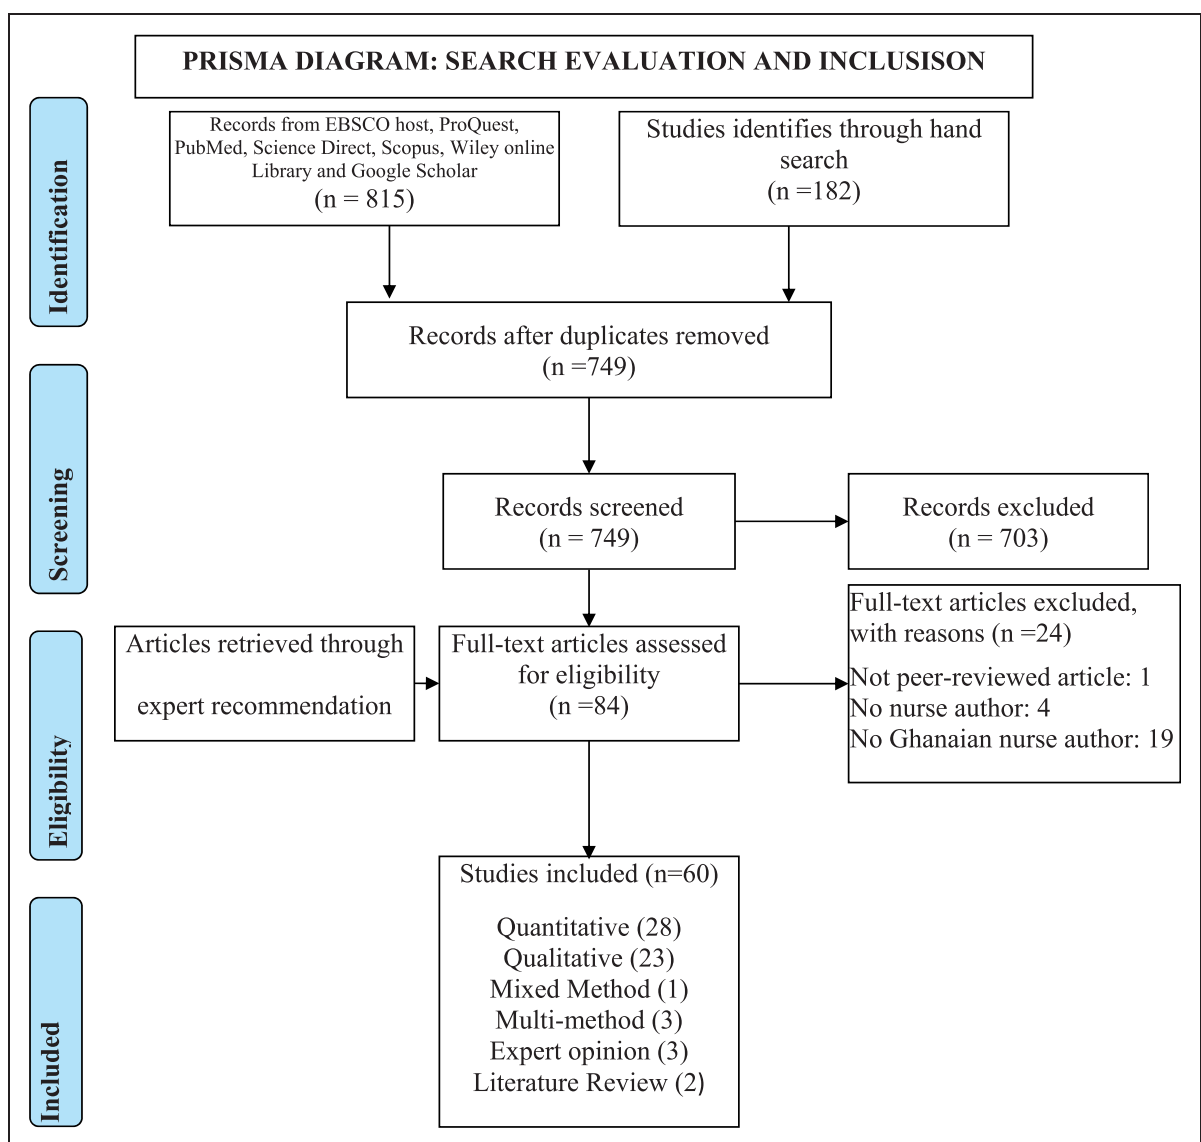 PRISMA DIAGRAM: SEARCH EVALUATION AND INCLUSISON
Identification
Records from EBSCO host, ProQuest,
PubMed, Science Direct, Scopus, Wiley online
Library and Google Scholar
(n = 815)
Studies identifies through hand
search
(n =182)
Records after duplicates removed
(n =749)
Screening
Records screened
(n = 749)
Records excluded
(n = 703)
Eligibility
Articles retrieved through
expert recommendation
Full-text articles assessed
for eligibility
(n =84)
Full-text articles excluded,
with reasons (n =24)
Not peer-reviewed article: 1
No nurse author: 4
No Ghanaian nurse author: 19
Included
Studies included (n=60)
Quantitative (28)
Qualitative (23)
Mixed Method (1)
Multi-method (3)
Expert opinion (3)
Literature Review (2)